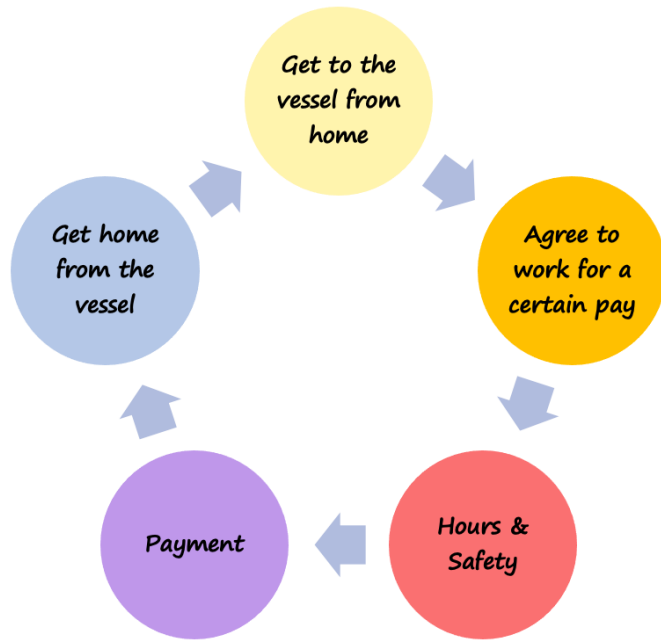 Get to the
vessel from
home
Agree to
work for a
certain pay
Hours &
Safety
Payment
Get home
from the
vessel